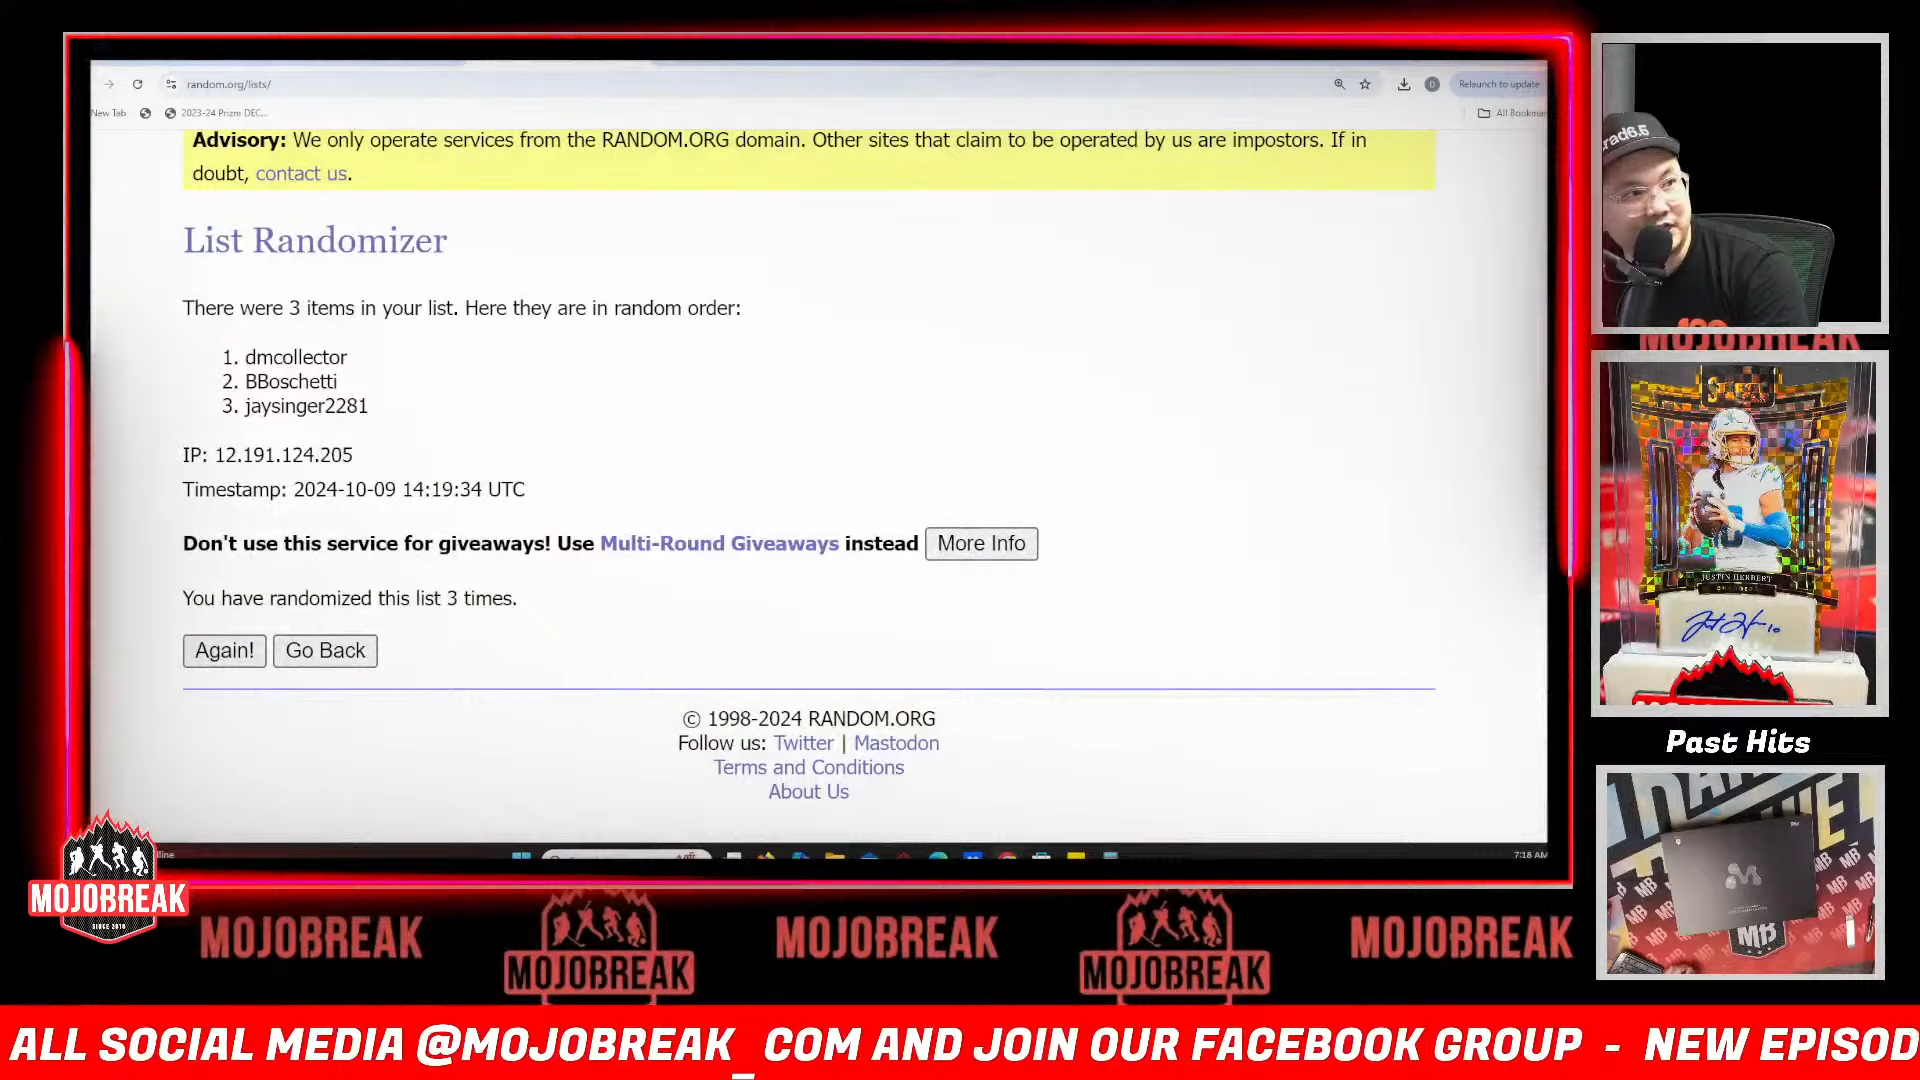 random.org/lists/
Relaunch to update
New Tab
2023-24 Prizm DEC...
All Bookmar
Advisory: We only operate services from the RANDOM.ORG domain. Other sites that claim to be operated by us are impostors. If in
doubt, contact us.
List Randomizer
There were 3 items in your list. Here they are in random order:
1. dmcollector
2. BBoschetti
3. jaysinger2281
IP: 12.191.124.205
Timestamp: 2024-10-09 14:19:34 UTC
Don't use this service for giveaways! Use Multi-Round Giveaways instead More Info
You have randomized this list 3 times.
Again! Go Back
© 1998-2024 RANDOM.ORG
Follow us: Twitter | Mastodon
Terms and Conditions
About Us
7:18 AM
rad6.5
JUSTIN HERBERT
Past Hits
MB
MOJOBREAK
SINCE 2010
MOJOBREAK
MOJOBREAK
MOJOBREAK
MOJOBREAK
MOJOBREAK
ALL SOCIAL MEDIA @MOJOBREAK_COM AND JOIN OUR FACEBOOK GROUP - NEW EPISOD